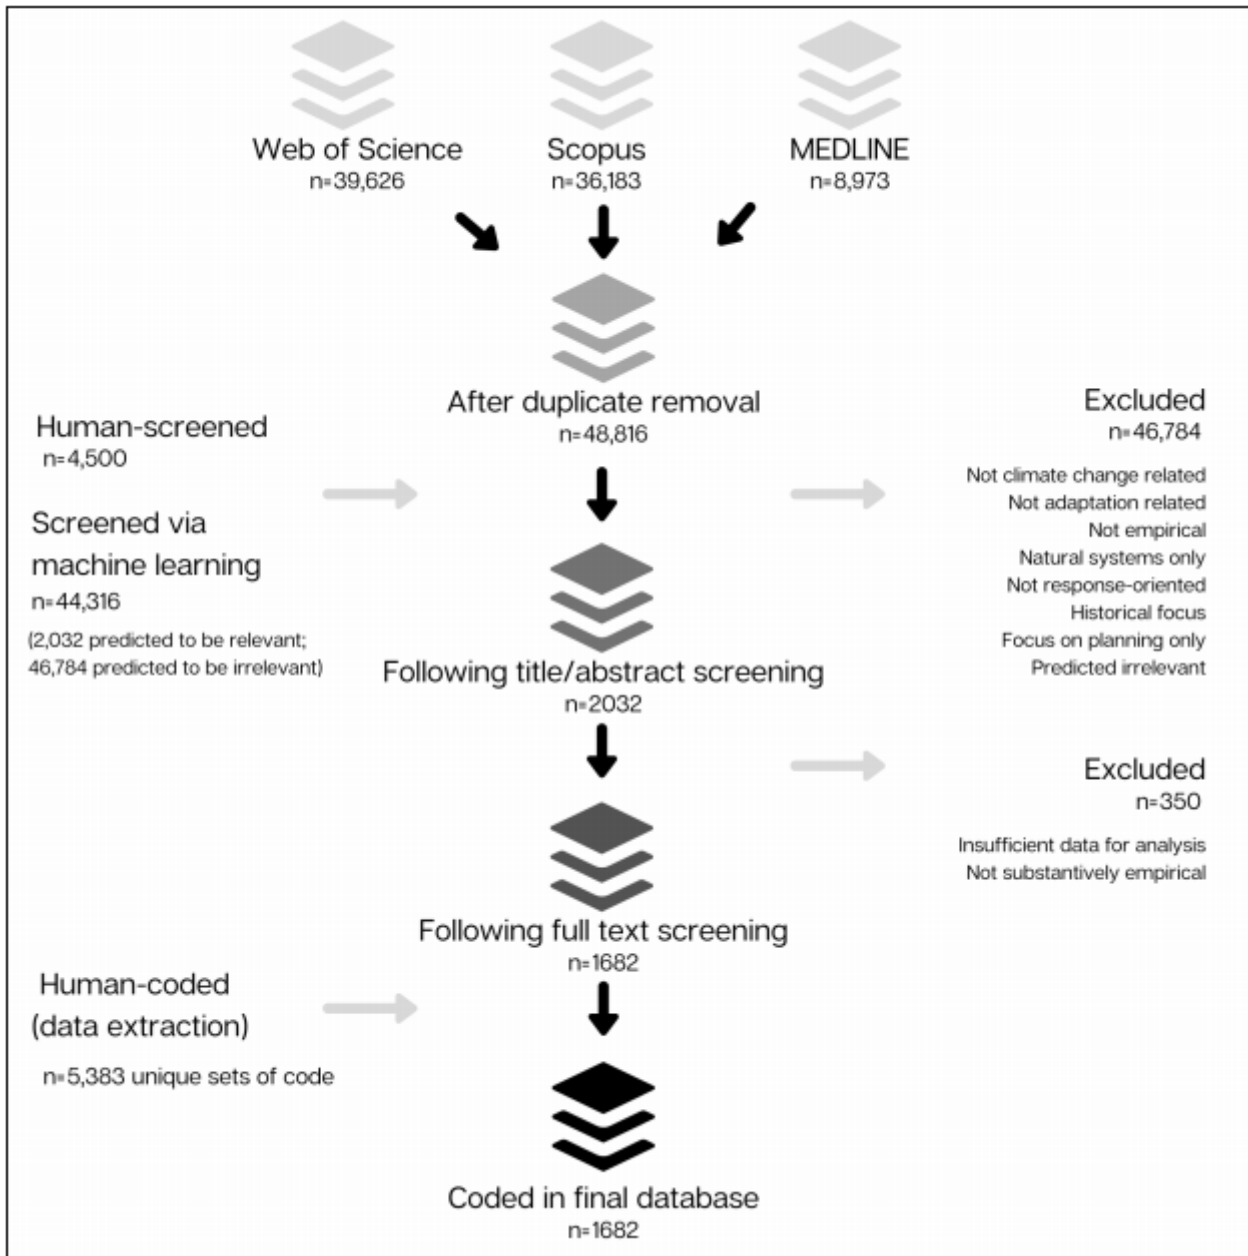 Web of Science
n=39,626
Scopus
n=36,183
MEDLINE
n=8,973
After duplicate removal
n=48,816
Human-screened
n=4,500
Screened via
machine learning
n=44,316
(2,032 predicted to be relevant;
46,784 predicted to be irrelevant)
Excluded
n=46,784
Not climate change related
Not adaptation related
Not empirical
Natural systems only
Not response-oriented
Historical focus
Focus on planning only
Predicted irrelevant
Following title/abstract screening
n=2032
Excluded
n=350
Insufficient data for analysis
Not substantively empirical
Following full text screening
n=1682
Human-coded
(data extraction)
n=5,383 unique sets of code
Coded in final database
n=1682